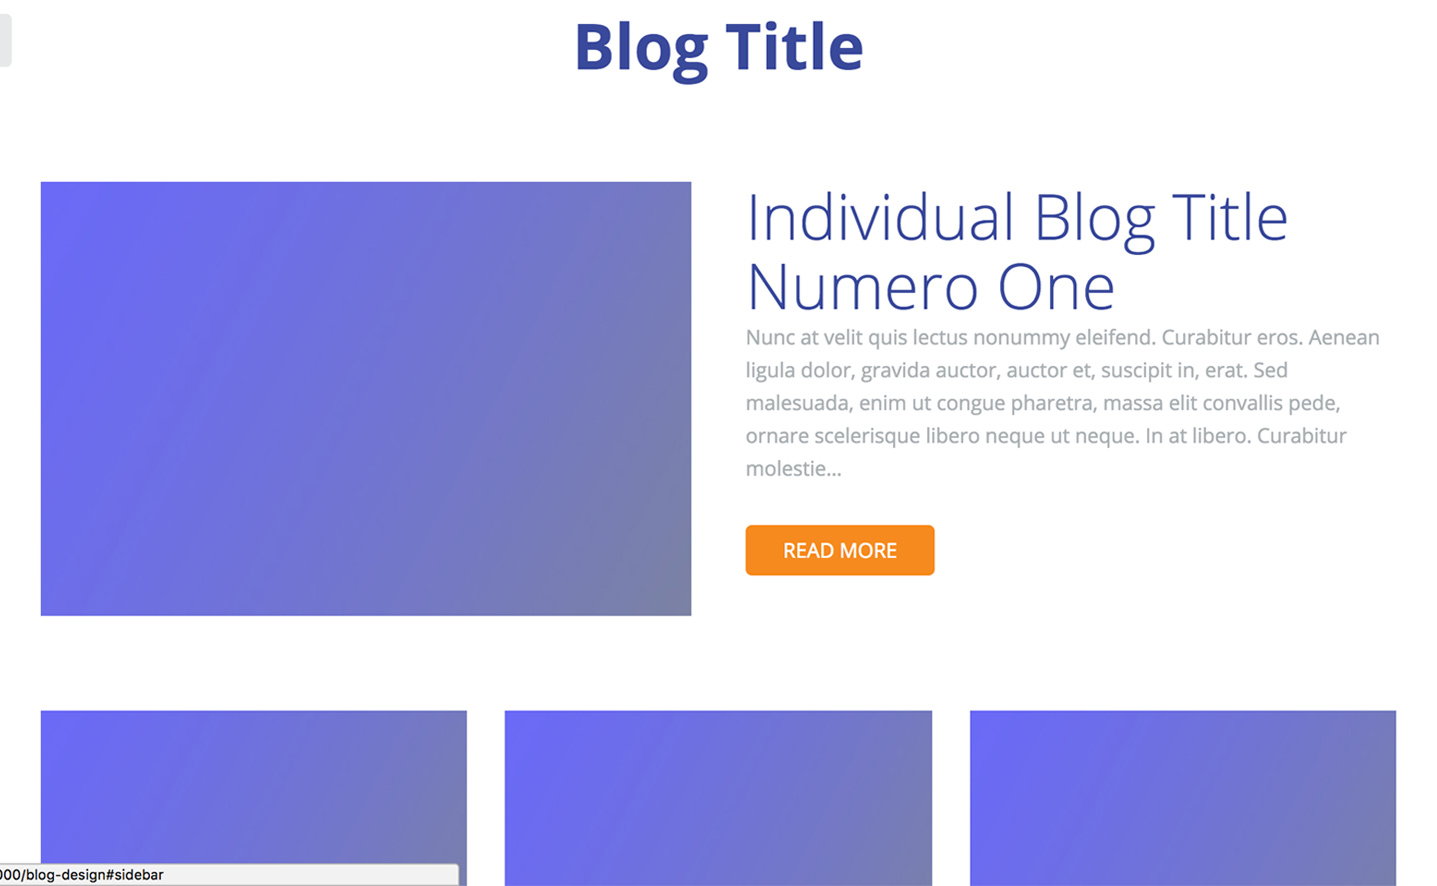 Blog Title
Individual Blog Title
Numero One
Nunc at velit quis lectus nonummy eleifend. Curabitur eros. Aenean
ligula dolor, gravida auctor, auctor et, suscipit in, erat. Sed
malesuada, enim ut congue pharetra, massa elit convallis pede,
ornare scelerisque libero neque ut neque. In at libero. Curabitur
molestie...
READ MORE
000/blog-design#sidebar